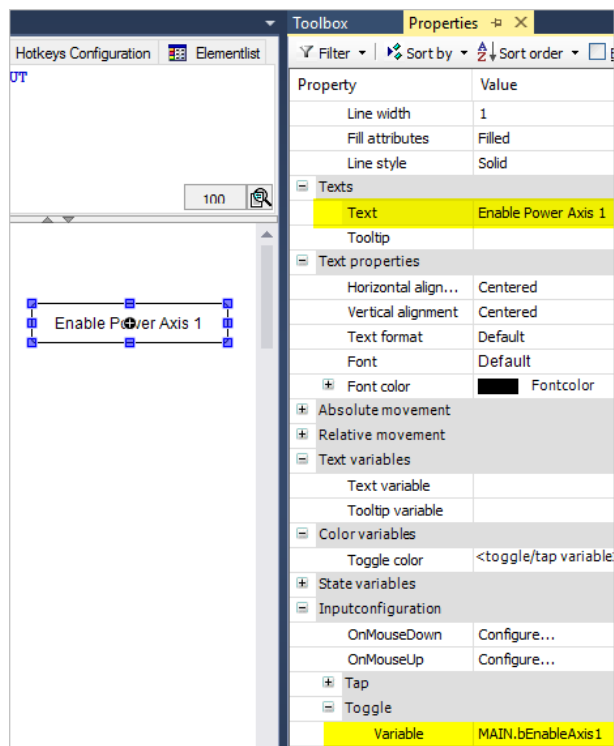 Toolbox Properties
Hotkeys Configuration Elementlist
Filter Sort by Sort order
UT
100
Enable Power Axis 1
Property Value
Line width 1
Fill attributes Filled
Line style Solid
Texts
Text Enable Power Axis 1
Tooltip
Text properties
Horizontal align... Centered
Vertical alignment Centered
Text format Default
Font Default
Font color Fontcolor
Absolute movement
Relative movement
Text variables
Text variable
Tooltip variable
Color variables
Toggle color <toggle/tap variable
State variables
Inputconfiguration
OnMouseDown Configure...
OnMouseUp Configure...
Tap
Toggle
Variable MAIN.bEnableAxis1